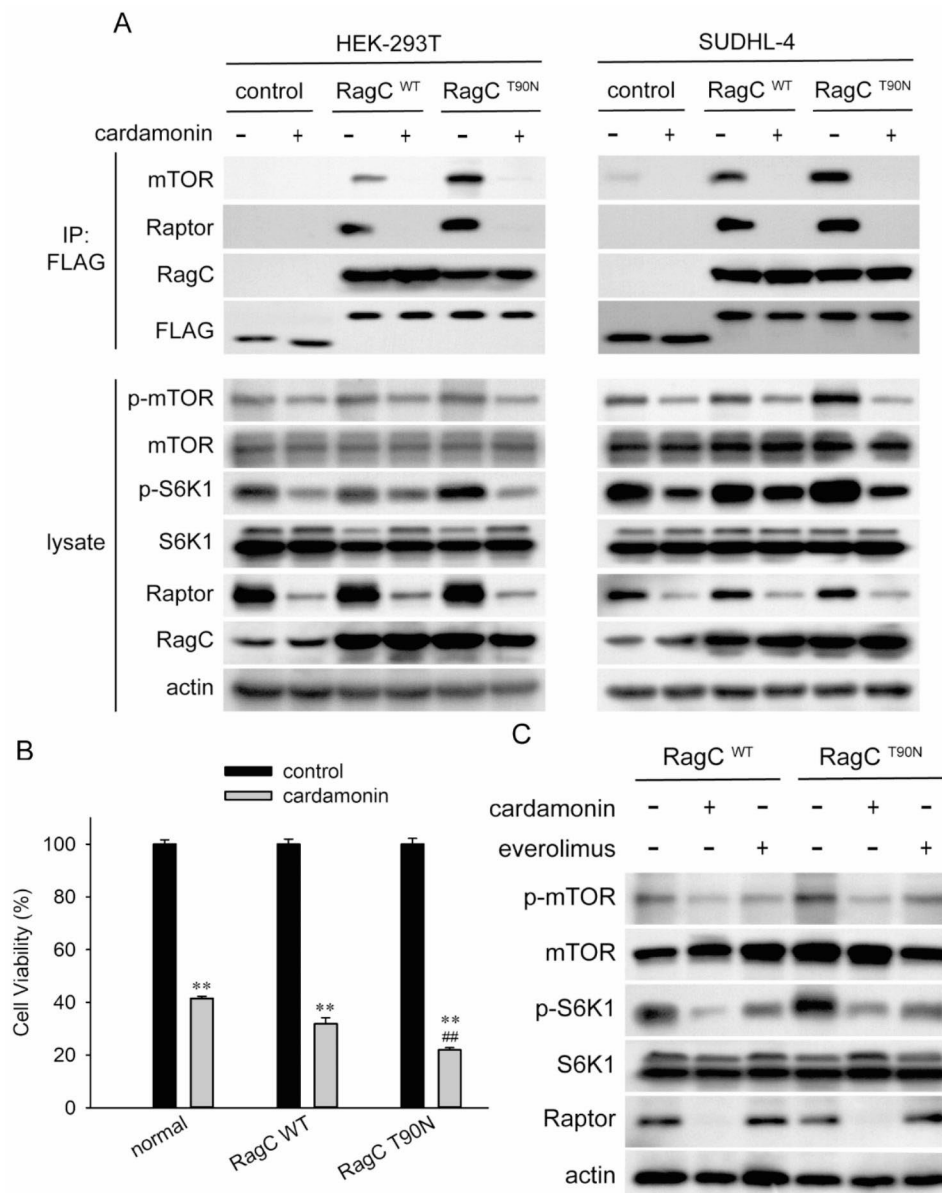 A
HEK-293T SUDHL-4
control RagC WT RagC T90N control RagC WT RagC T90N
cardamonin - + - + - + - + - + - +
mTOR
IP: Raptor
FLAG
RagC
FLAG
p-mTOR
mTOR
p-S6K1
lysate S6K1
Raptor
RagC
actin
B
control
cardamonin
Cell Viability (%)
100
80
60
40
20
0
**
**
**
##
normal RagC WT RagC T90N
C
RagC WT RagC T90N
cardamonin - + - - + -
everolimus - - + - - +
p-mTOR
mTOR
p-S6K1
S6K1
Raptor
actin